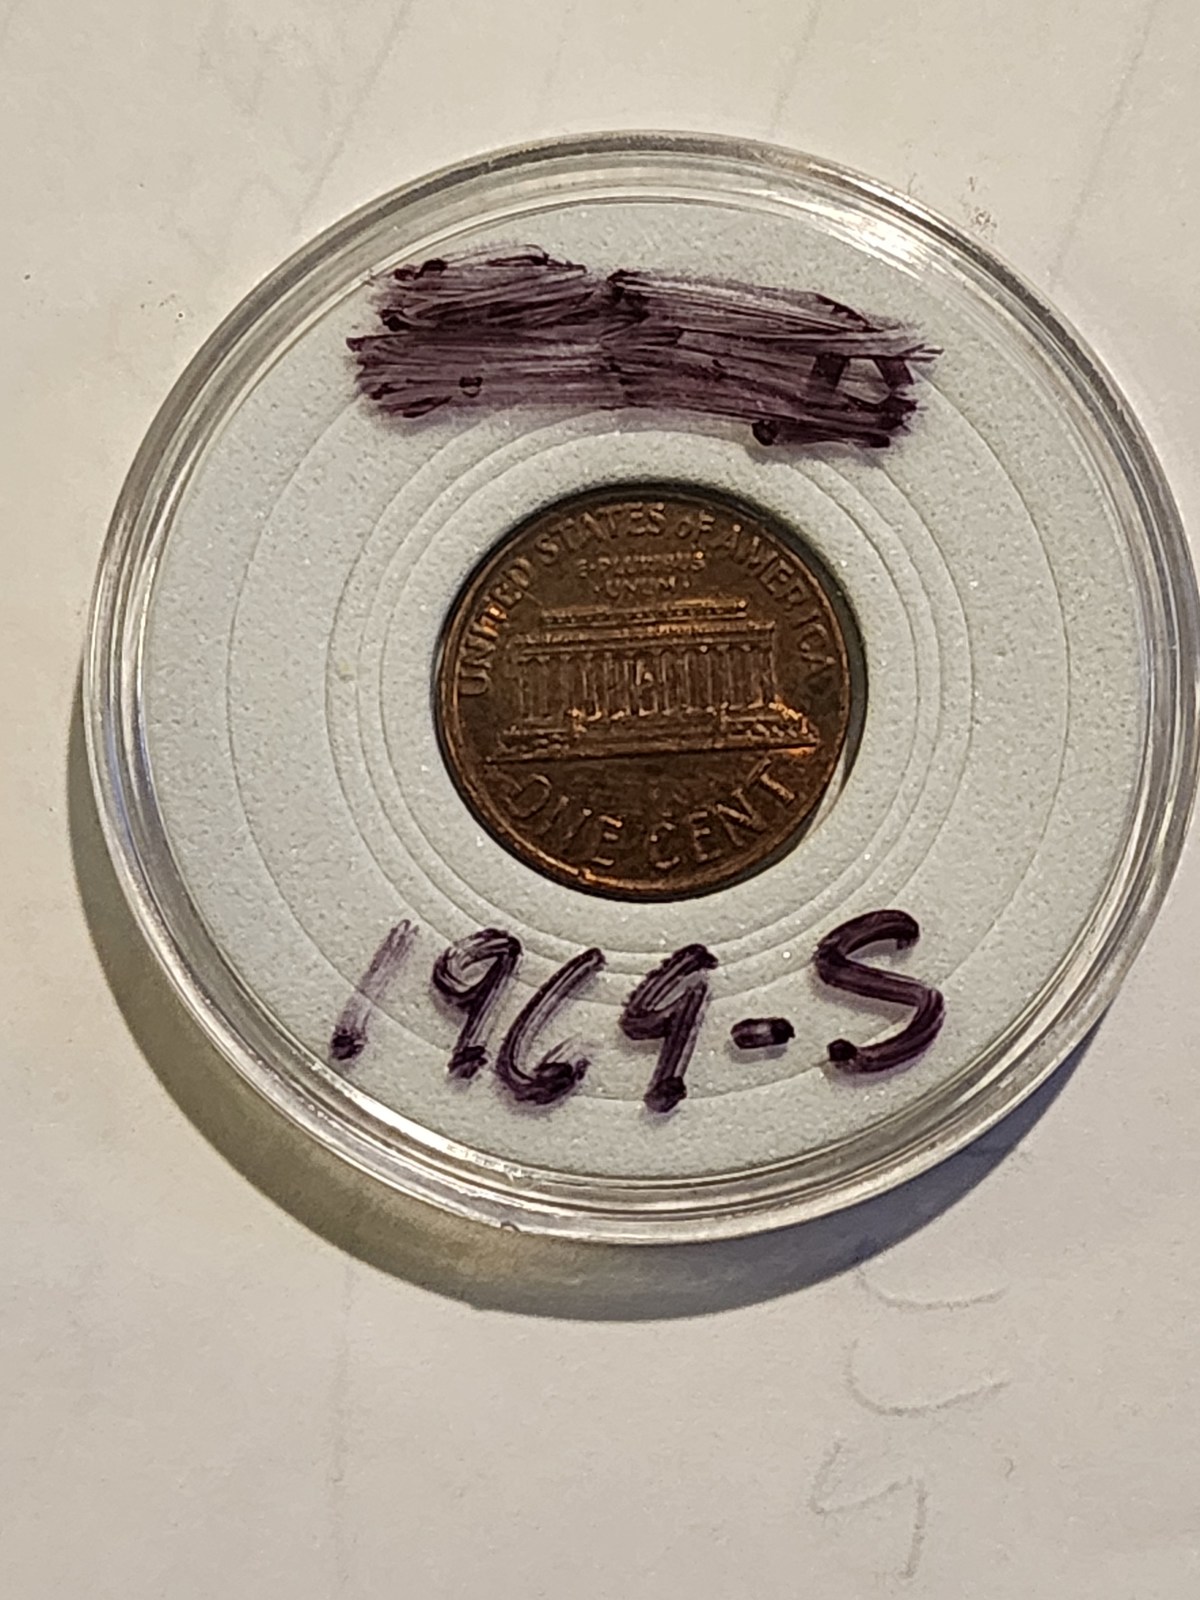 UNITED STATES OF AMERICA
E·PLURIBUS
·UNUM·
ONE CENT
1969-S